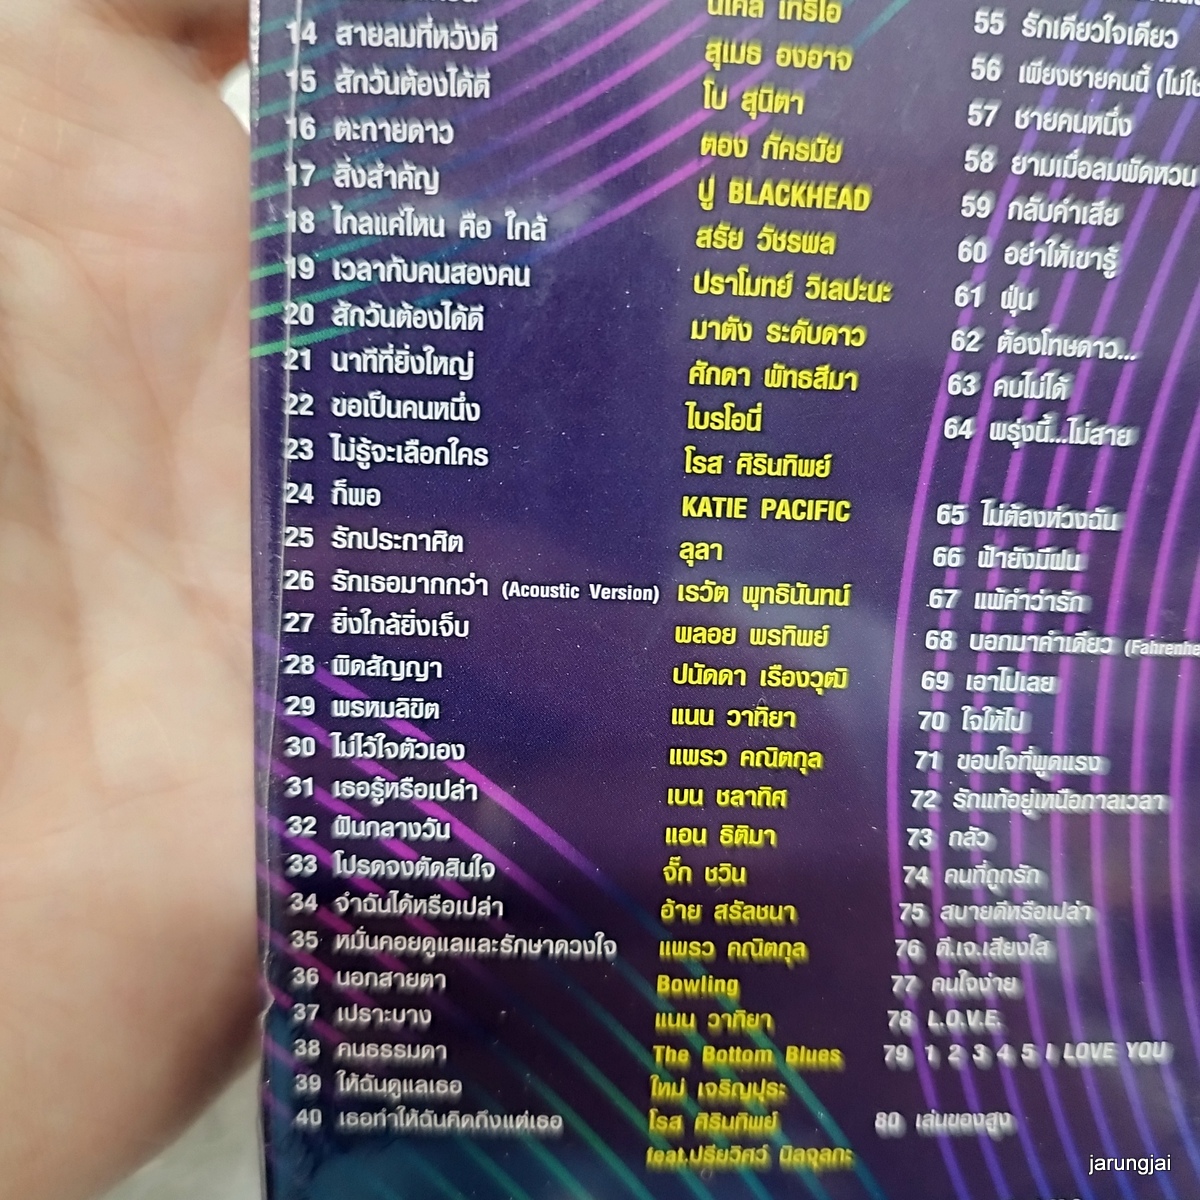 นิโคล เทริโอ
14 สายลมที่หวังดี สุเมธ องอาจ
15 สักวันต้องได้ดี โบ สุนิตา
16 ตะกายดาว ตอง ภัครมัย
17 สิ่งสำคัญ ปู BLACKHEAD
18 ไกลแค่ไหน คือ ใกล้ สรัย วัชรพล
19 เวลากับคนสองคน ปราโมทย์ วิเลปะนะ
20 สักวันต้องได้ดี มาตัง ระดับดาว
21 นาทีที่ยิ่งใหญ่ ศักดา พัทธสีมา
22 ขอเป็นคนหนึ่ง ไบรโอนี่
23 ไม่รู้จะเลือกใคร โรส ศิรินทิพย์
24 ก็พอ KATIE PACIFIC
25 รักประกาศิต ลุลา
26 รักเธอมากกว่า (Acoustic Version) เรวัต พุทธินันทน์
27 ยิ่งใกล้ยิ่งเจ็บ พลอย พรทิพย์
28 ผิดสัญญา ปนัดดา เรืองวุฒิ
29 พรหมลิขิต แนน วาทิยา
30 ไม่ไว้ใจตัวเอง แพรว คณิตกุล
31 เธอรู้หรือเปล่า เบน ชลาทิศ
32 ฝันกลางวัน แอน ธิติมา
33 โปรดจงตัดสินใจ จั๊ก ชวิน
34 จำฉันได้หรือเปล่า อ้าย สรัลชนา
35 หมั่นคอยดูแลและรักษาดวงใจ แพรว คณิตกุล
36 นอกสายตา Bowling
37 เปราะบาง แนน วาทิยา
38 คนธรรมดา The Bottom Blues
39 ให้ฉันดูแลเธอ ใหม่ เจริญปุระ
40 เธอทำให้ฉันคิดถึงแต่เธอ โรส ศิรินทิพย์
feat.ปรียวิศว์ นิลจุลกะ
55 รักเดียวใจเดียว
56 เพียงชายคนนี้
57 ชายคนหนึ่ง
58 ยามเมื่อลมพัดหวน
59 กลับคำเสีย
60 อย่าให้เขารู้
61 ฝุ่น
62 ต้องโทษดาว...
63 คบไม่ได้
64 พรุ่งนี้...ไม่สาย
65 ไม่ต้องห่วงฉัน
66 ฟ้ายังมีฝน
67 แพ้คำว่ารัก
68 บอกมาคำเดียว
69 เอาไปเลย
70 ใจให้ไป
71 ขอบใจที่พูดแรง
72 รักแท้อยู่เหนือกาลเวลา
73 กลัว
74 คนที่ถูกรัก
75 สบายดีหรือเปล่า
76 ดี.เจ.เสียงใส
77 คนใจง่าย
78 L.O.V.E.
79 1 2 3 4 5 I LOVE YOU
80 เล่นของสูง
jarungjai